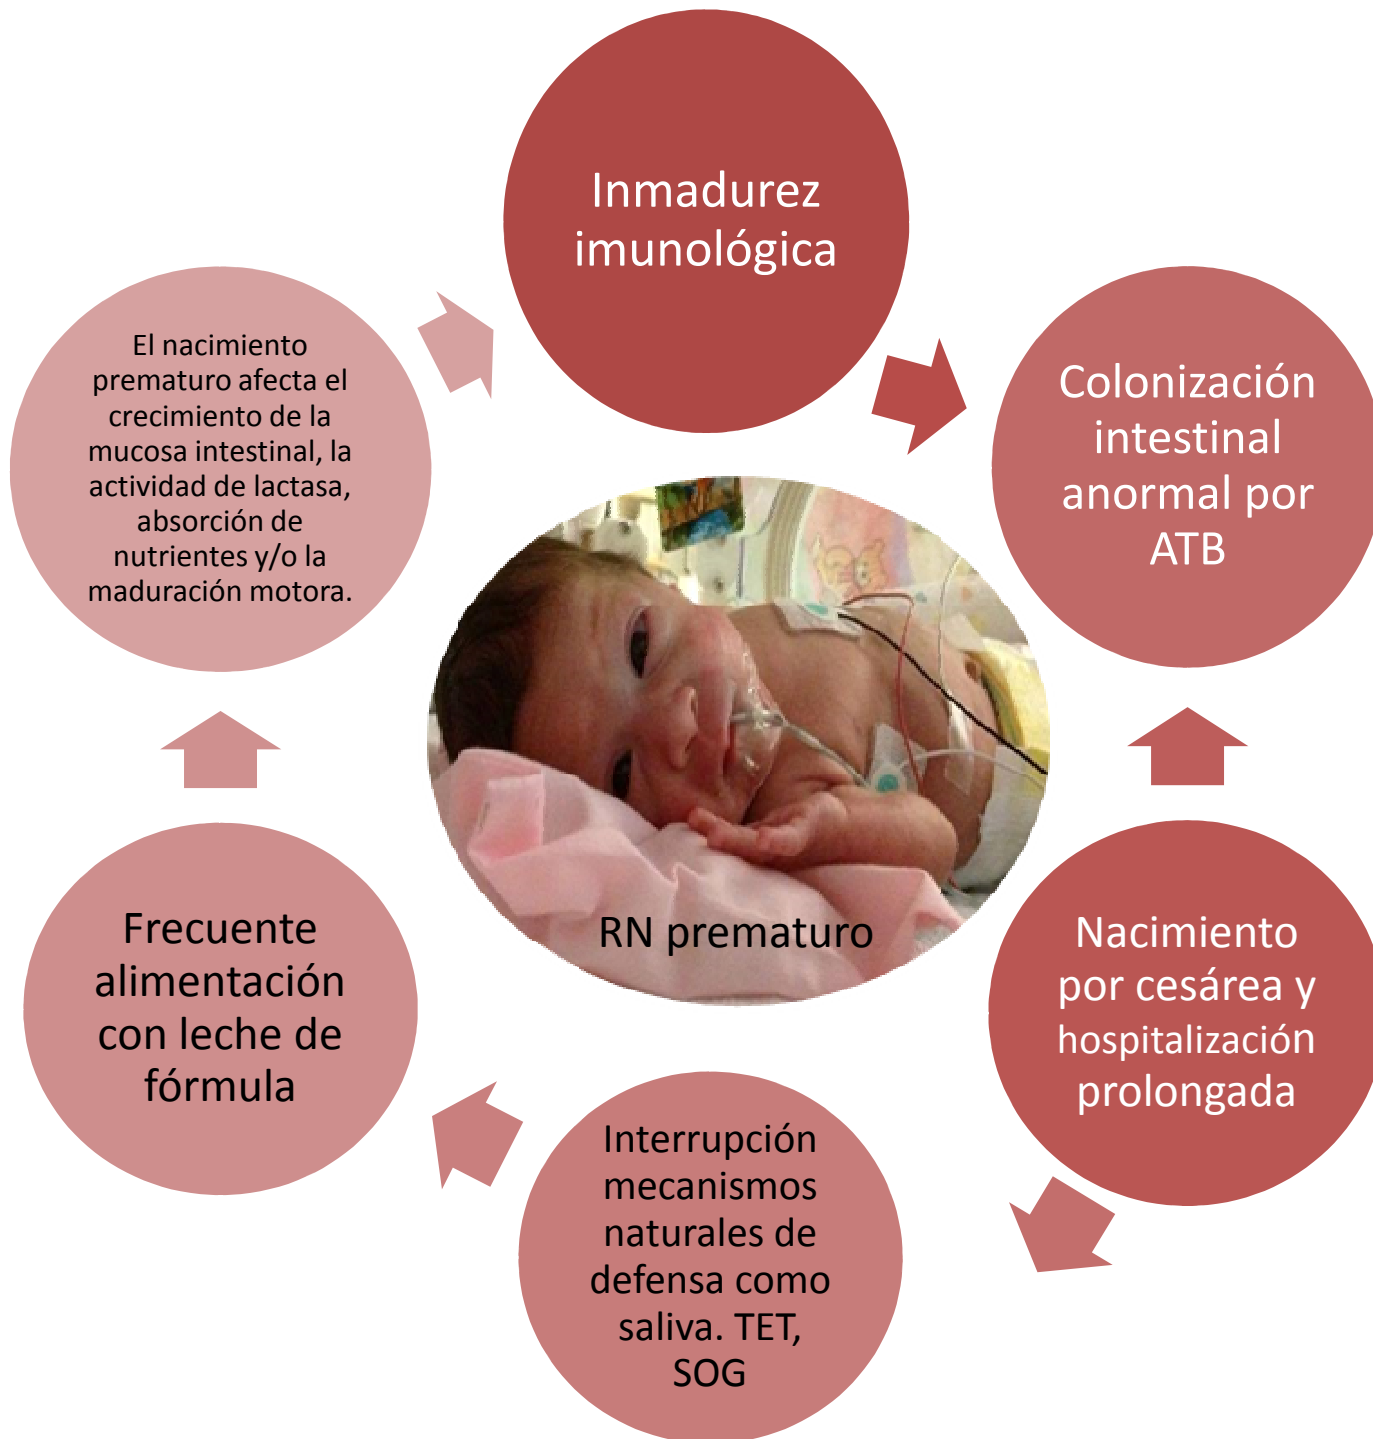 Inmadurez
imunológica
Colonización
intestinal
anormal por
ATB
Nacimiento
por cesárea y
hospitalización
prolongada
Interrupción
mecanismos
naturales de
defensa como
saliva. TET,
SOG
Frecuente
alimentación
con leche de
fórmula
El nacimiento
prematuro afecta el
crecimiento de la
mucosa intestinal, la
actividad de lactasa,
absorción de
nutrientes y/o la
maduración motora.
RN prematuro